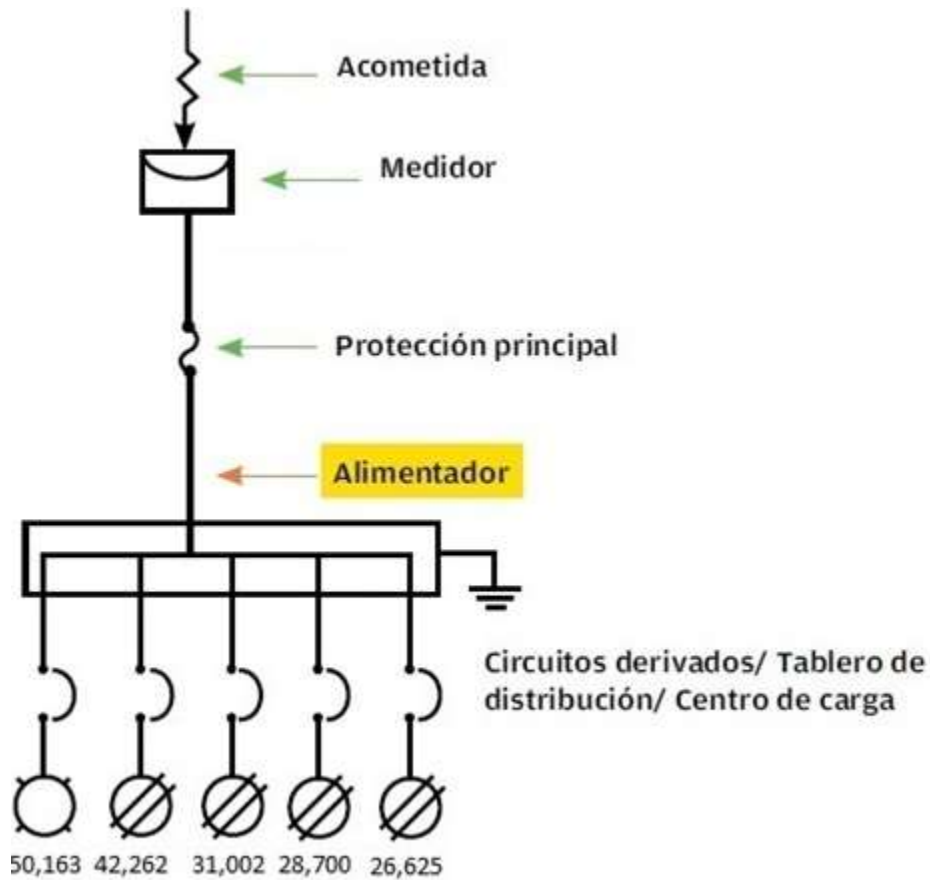 Acometida
Medidor
Protección principal
Alimentador
Circuitos derivados/ Tablero de
distribución/ Centro de carga
50,163 42,262 31,002 28,700 26,625